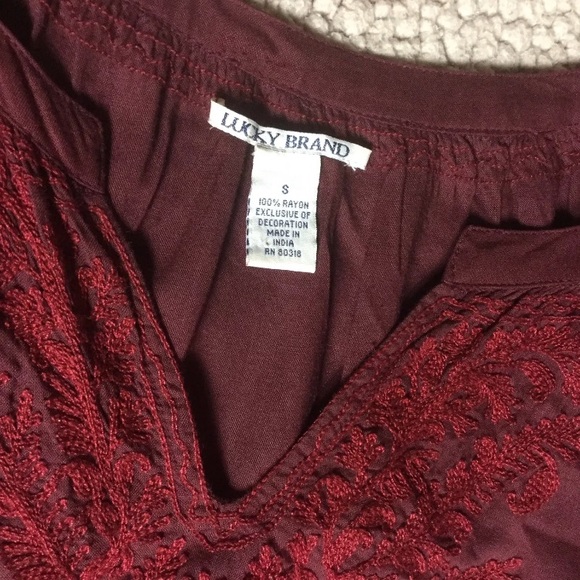 LUCKY BRAND
S
100% RAYON
EXCLUSIVE OF
DECORATION
MADE IN
INDIA
RN 80318